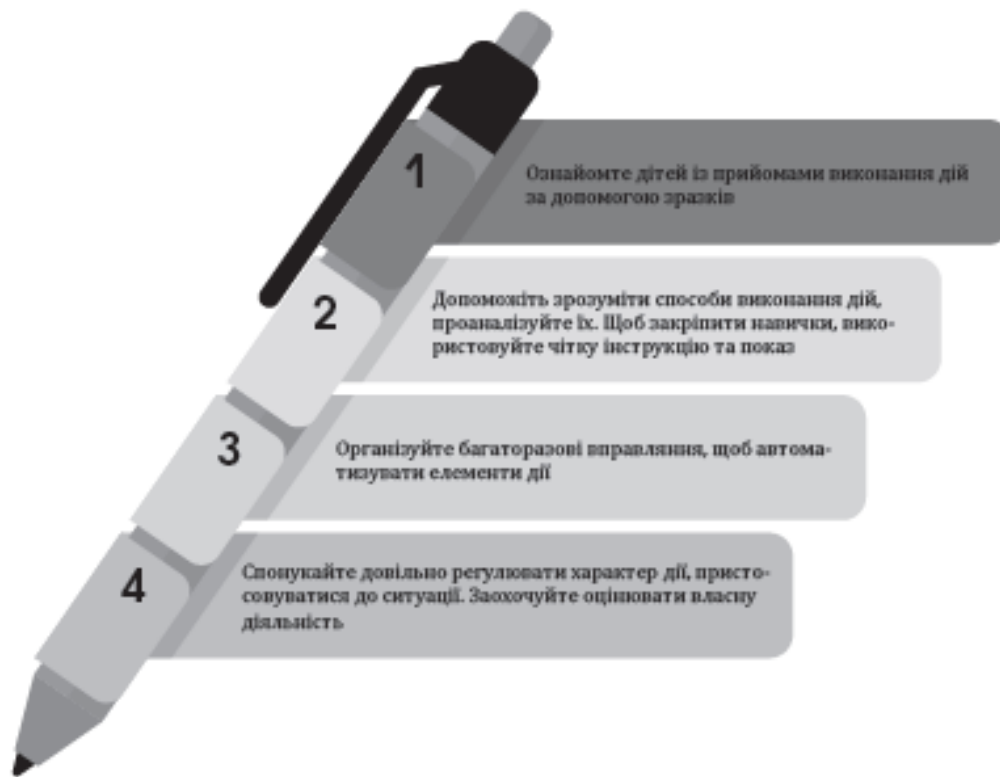 1
Ознайомте дітей із прийомами виконання дій
за допомогою зразків
2
Допоможіть зрозуміти способи виконання дій,
проаналізуйте їх. Щоб закріпити навички, вико-
ристовуйте чітку інструкцію та показ
3
Організуйте багаторазові вправляння, щоб автома-
тизувати елементи дії
4
Спонукайте довільно регулювати характер дії, присто-
совуватися до ситуації. Заохочуйте оцінювати власну
діяльність